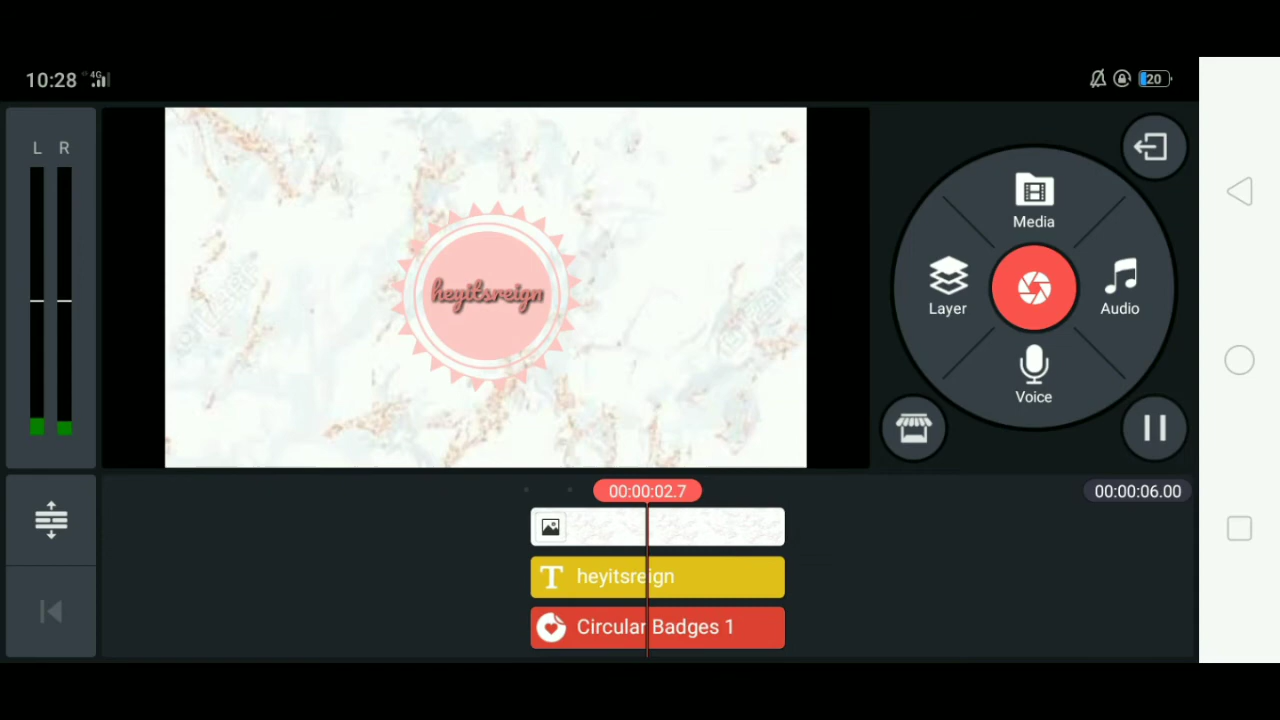 10:28 4G
20
L R
Media
Layer
Audio
Voice
heyitsreign
00:00:02.7
00:00:06.00
heyitsreign
Circular Badges 1